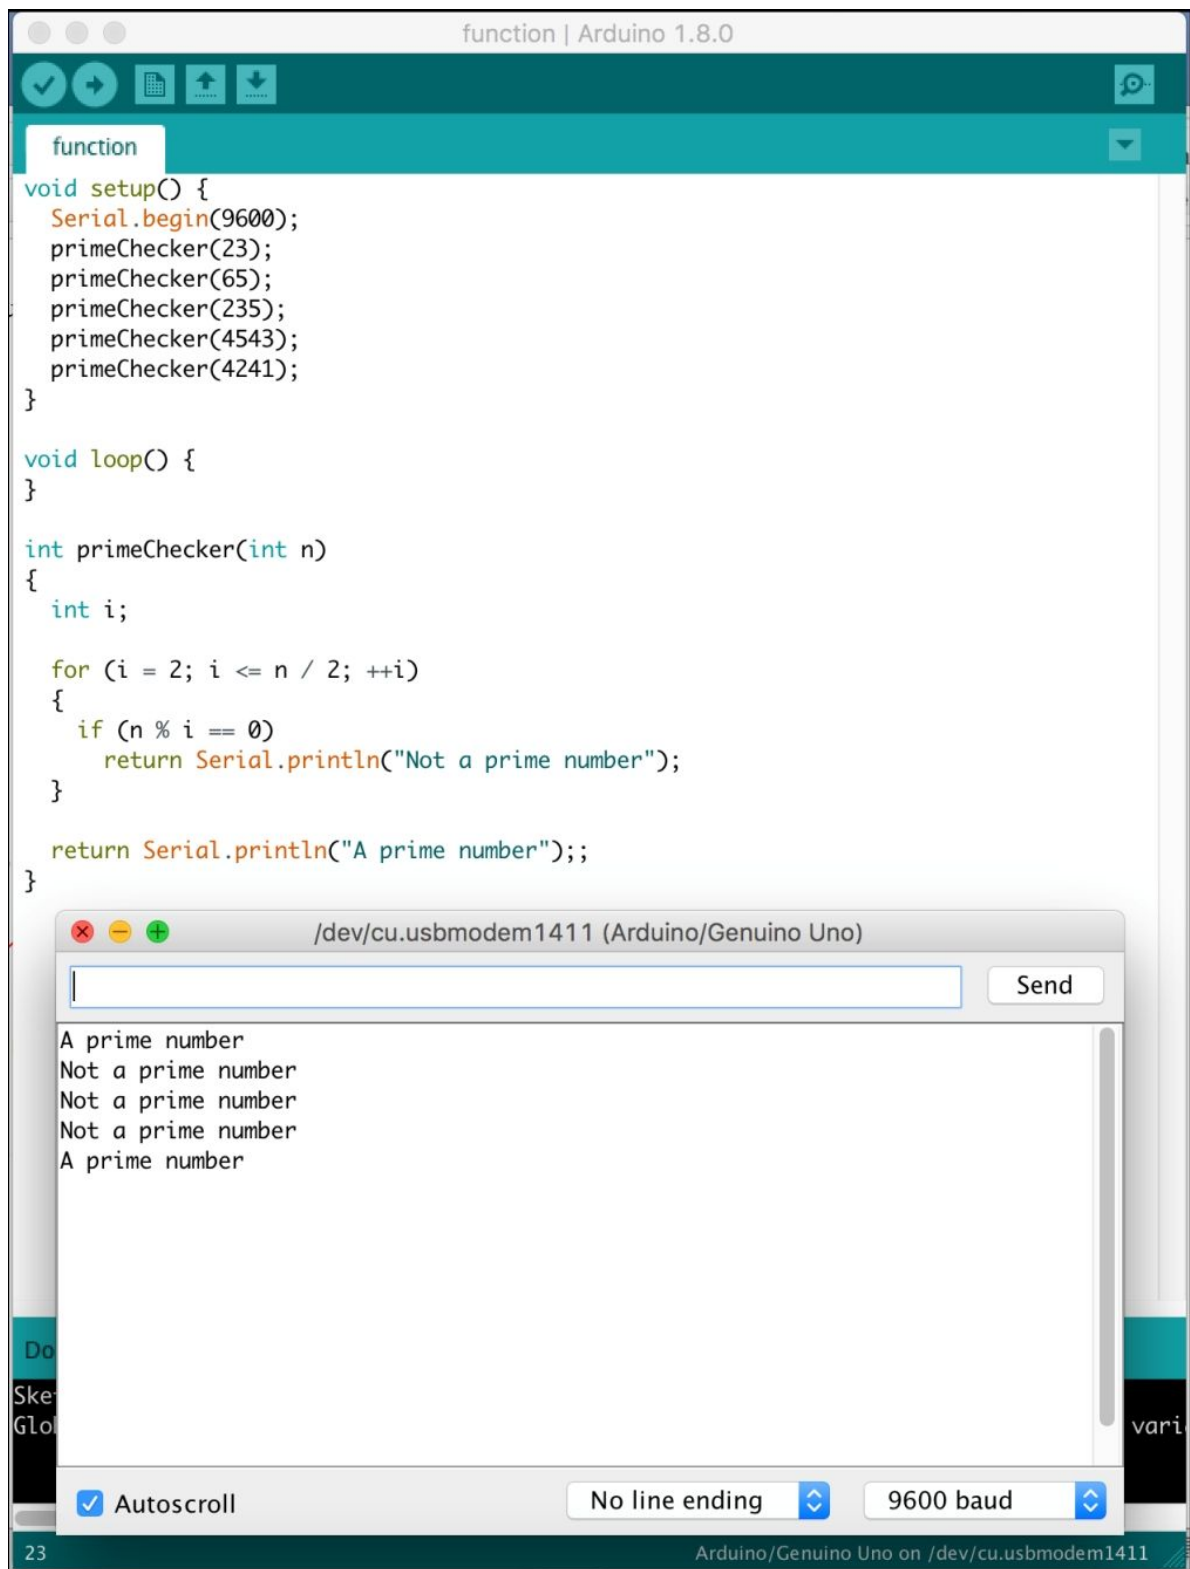 function | Arduino 1.8.0
function
void setup() {
  Serial.begin(9600);
  primeChecker(23);
  primeChecker(65);
  primeChecker(235);
  primeChecker(4543);
  primeChecker(4241);
}
void loop() {
}
int primeChecker(int n)
{
  int i;
  for (i = 2; i <= n / 2; ++i)
  {
    if (n % i == 0)
      return Serial.println("Not a prime number");
  }
  return Serial.println("A prime number");;
}
/dev/cu.usbmodem1411 (Arduino/Genuino Uno)
Send
A prime number
Not a prime number
Not a prime number
Not a prime number
A prime number
Autoscroll
No line ending
9600 baud
23
Arduino/Genuino Uno on /dev/cu.usbmodem1411